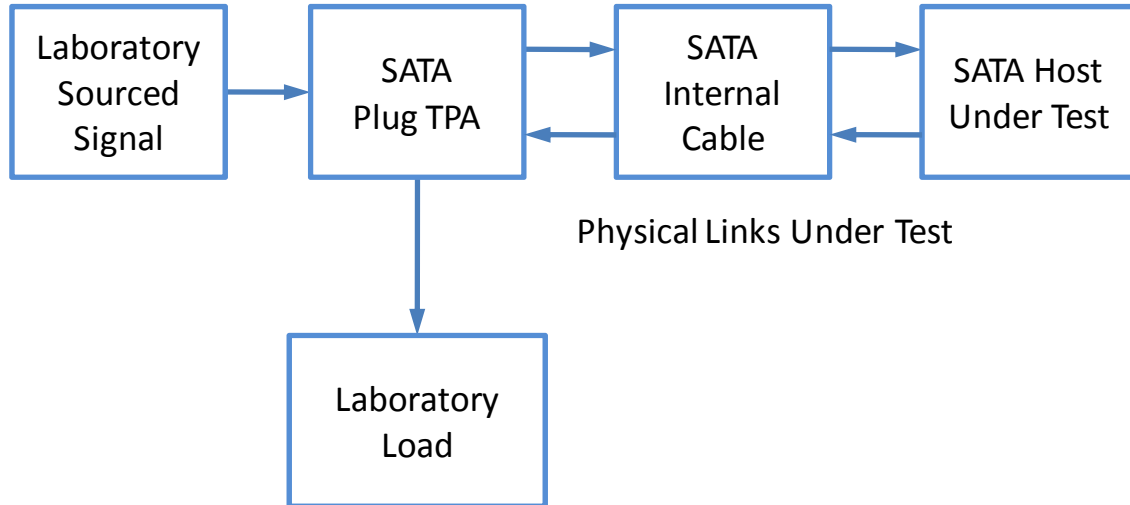 Laboratory
Sourced
Signal
SATA
Plug TPA
SATA
Internal
Cable
SATA Host
Under Test
Physical Links Under Test
Laboratory
Load